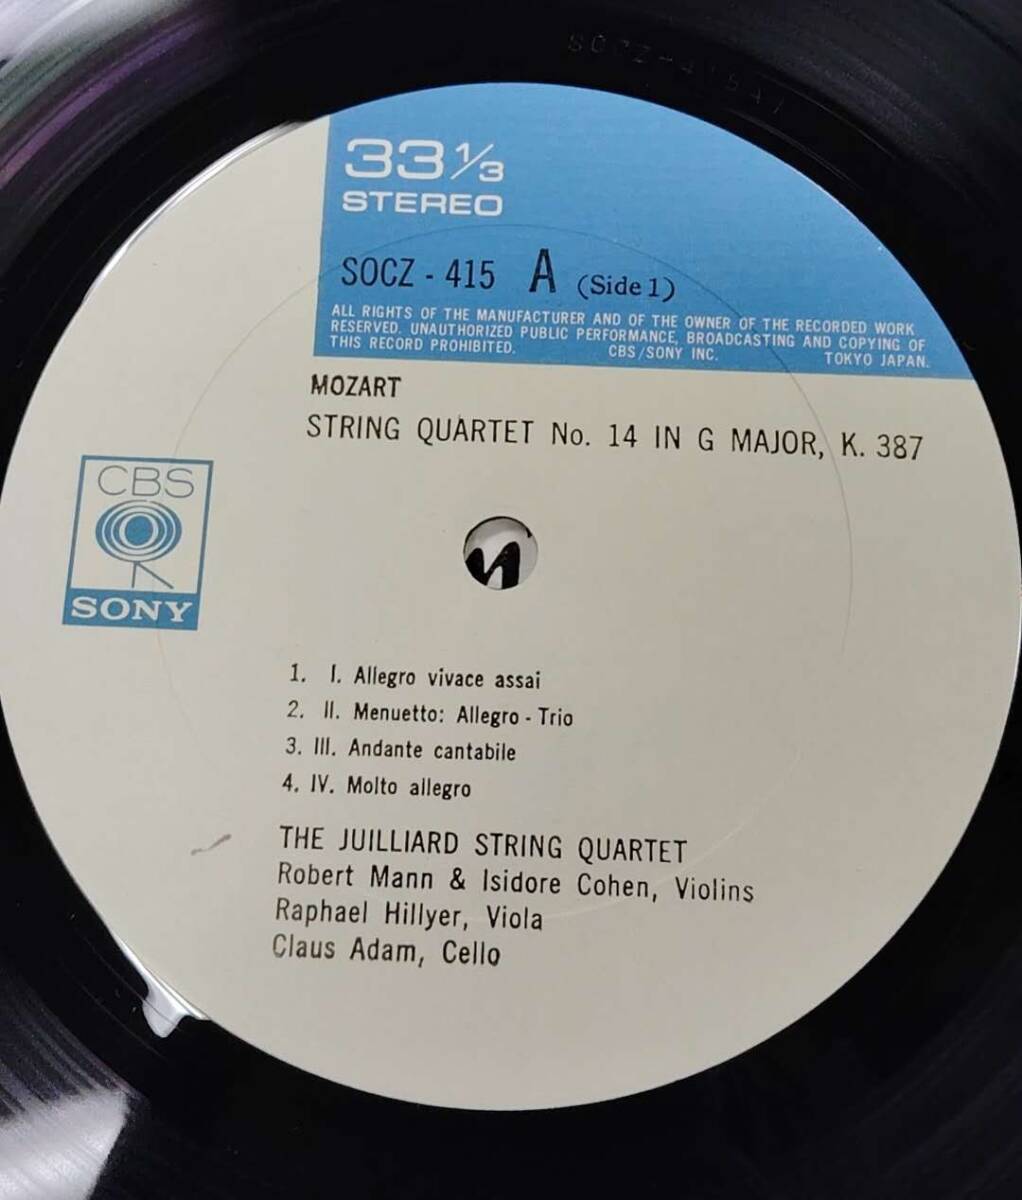 33 1/3
STEREO
SOCZ - 415 A (Side 1)
ALL RIGHTS OF THE MANUFACTURER AND OF THE OWNER OF THE RECORDED WORK
RESERVED. UNAUTHORIZED PUBLIC PERFORMANCE, BROADCASTING AND COPYING OF
THIS RECORD PROHIBITED. CBS/SONY INC. TOKYO JAPAN.
MOZART
STRING QUARTET No. 14 IN G MAJOR, K. 387
CBS
SONY
1. I. Allegro vivace assai
2. II. Menuetto: Allegro - Trio
3. III. Andante cantabile
4. IV. Molto allegro
THE JUILLIARD STRING QUARTET
Robert Mann & Isidore Cohen, Violins
Raphael Hillyer, Viola
Claus Adam, Cello